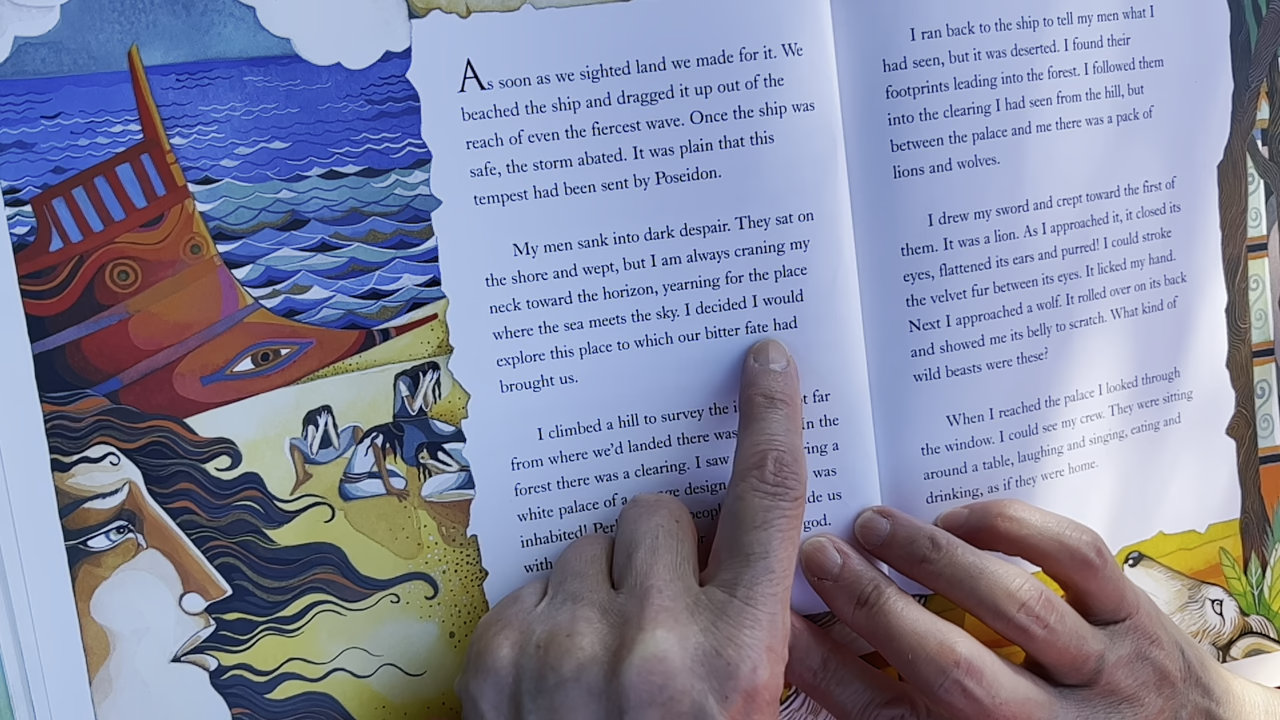 As soon as we sighted land we made for it. We
beached the ship and dragged it up out of the
reach of even the fiercest wave. Once the ship was
safe, the storm abated. It was plain that this
tempest had been sent by Poseidon.
My men sank into dark despair. They sat on
the shore and wept, but I am always craning my
neck toward the horizon, yearning for the place
where the sea meets the sky. I decided I would
explore this place to which our bitter fate had
brought us.
I climbed a hill to survey the far
from where we'd landed there was in the
forest there was a clearing. I saw a
white palace of a design was
inhabited! us
with god.
I ran back to the ship to tell my men what I
had seen, but it was deserted. I found their
footprints leading into the forest. I followed them
into the clearing I had seen from the hill, but
between the palace and me there was a pack of
lions and wolves.
I drew my sword and crept toward the first of
them. It was a lion. As I approached it, it closed its
eyes, flattened its ears and purred! I could stroke
the velvet fur between its eyes. It licked my hand.
Next I approached a wolf. It rolled over on its back
and showed me its belly to scratch. What kind of
wild beasts were these?
When I reached the palace I looked through
the window. I could see my crew. They were sitting
around a table, laughing and singing, eating and
drinking, as if they were home.